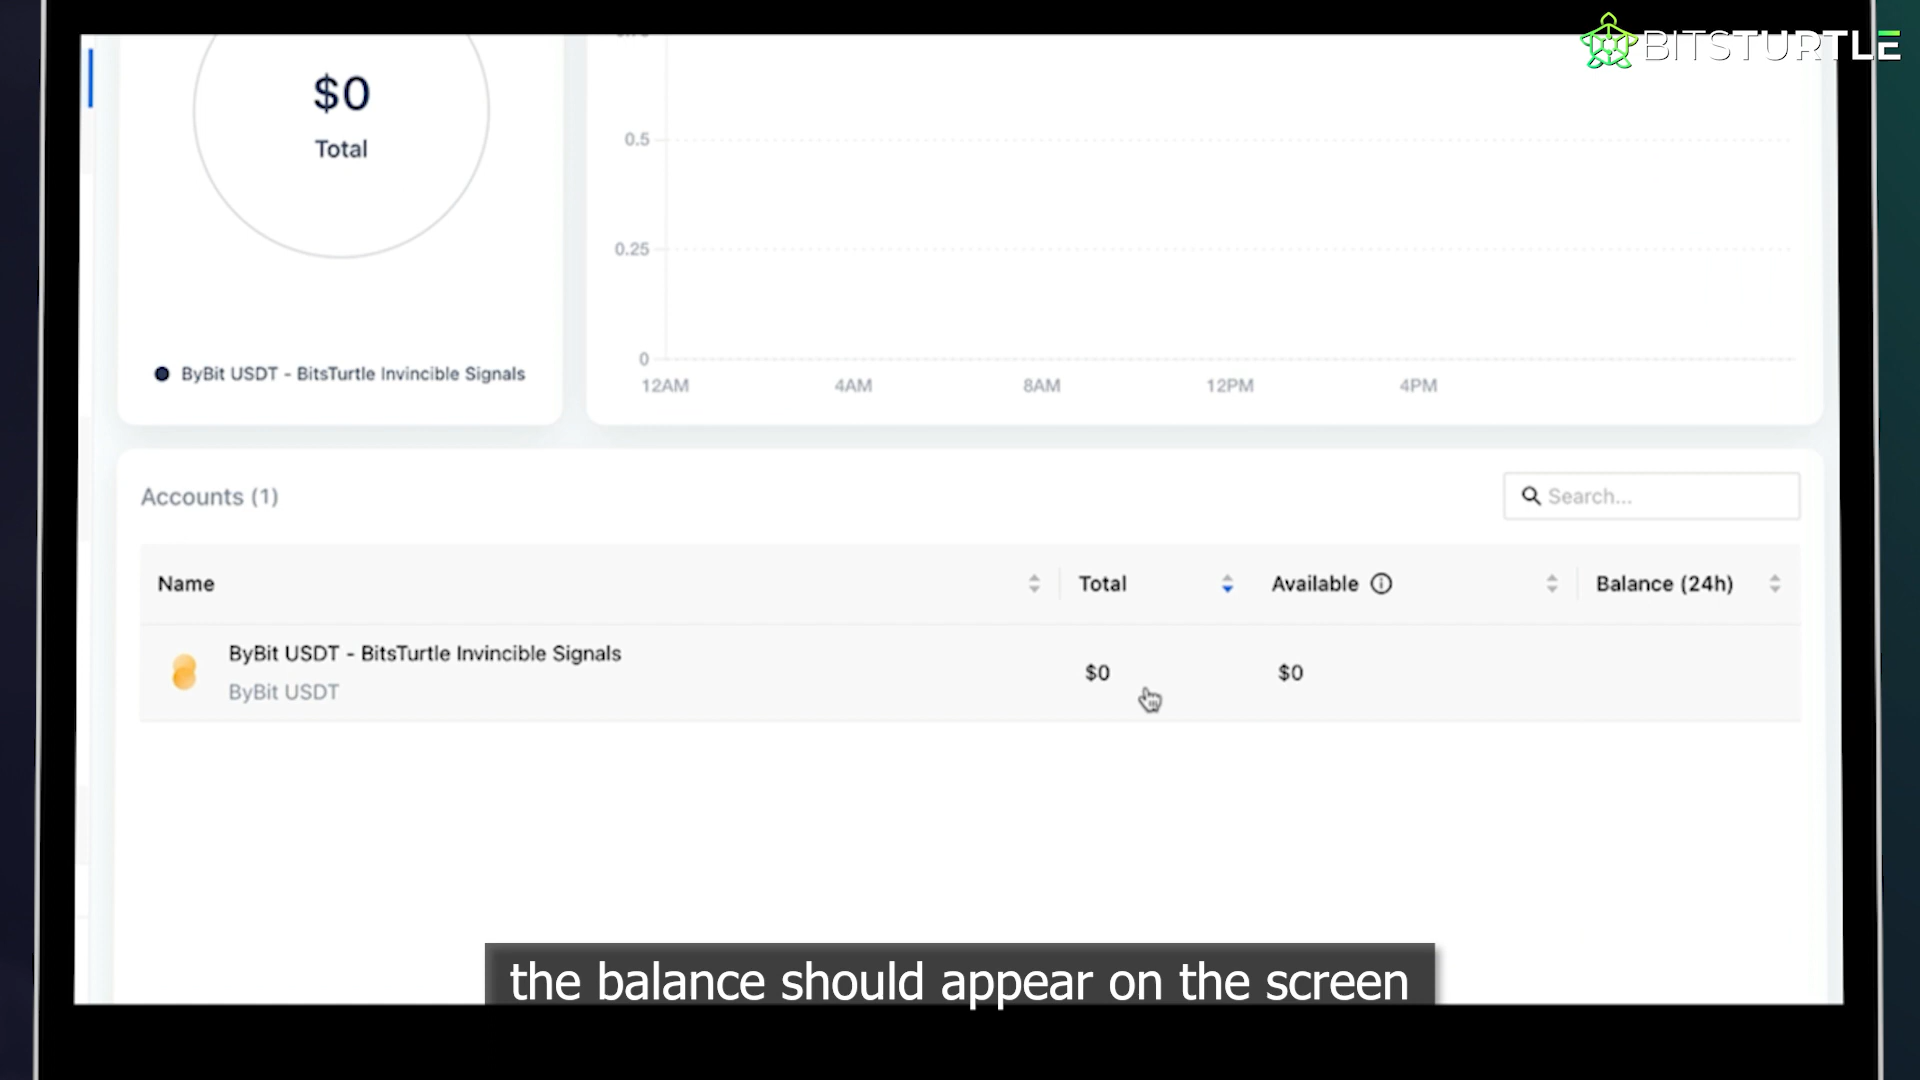 BITSTURTLE
$0
Total
ByBit USDT - BitsTurtle Invincible Signals
0.5
0.25
0
12AM 4AM 8AM 12PM 4PM
Accounts (1)
Search...
Name Total Available Balance (24h)
ByBit USDT - BitsTurtle Invincible Signals
ByBit USDT
$0 $0
the balance should appear on the screen